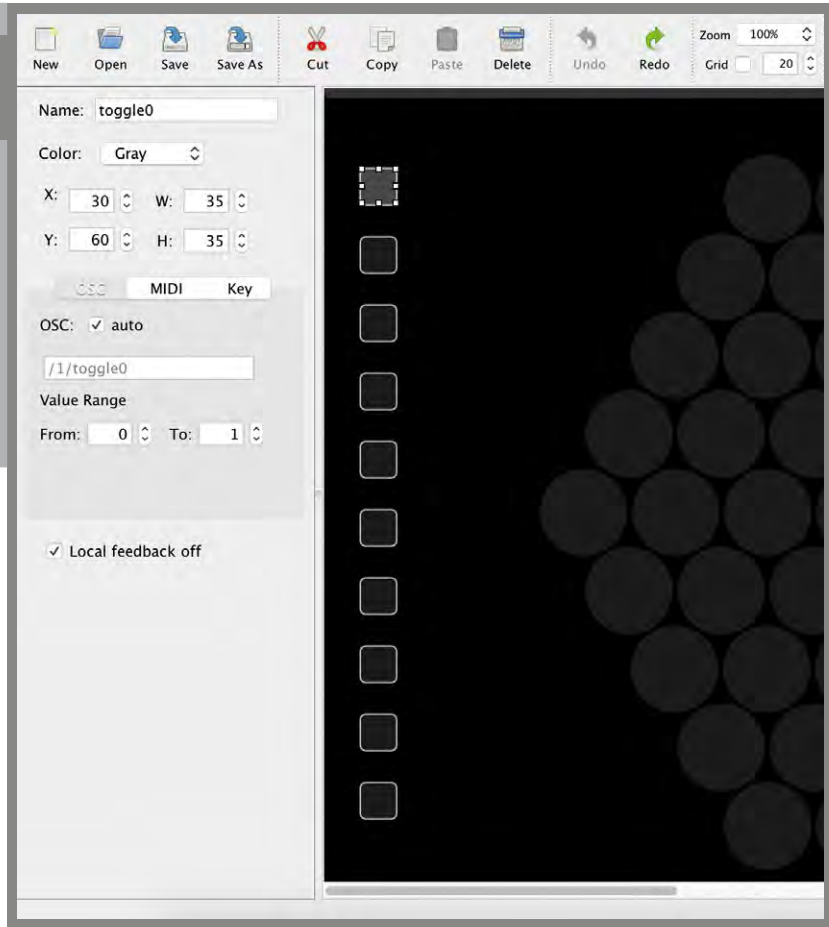 New Open Save Save As Cut Copy Paste Delete Undo Redo
Zoom 100%
Grid 20
Name: toggle0
Color: Gray
X: 30 W: 35
Y: 60 H: 35
OSC MIDI Key
OSC: ✓ auto
/1/toggle0
Value Range
From: 0 To: 1
✓ Local feedback off